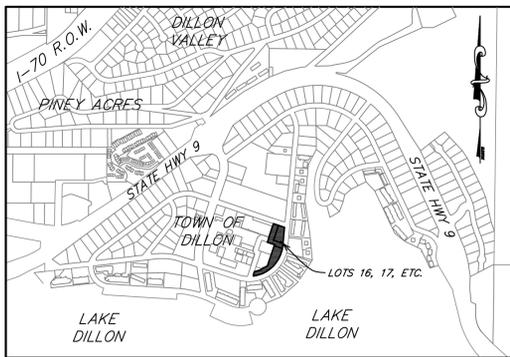 DILLON
VALLEY
I-70 R.O.W.
PINEY ACRES
STATE HWY 9
STATE HWY 9
TOWN OF
DILLON
LOTS 16, 17, ETC.
LAKE
DILLON
LAKE
DILLON